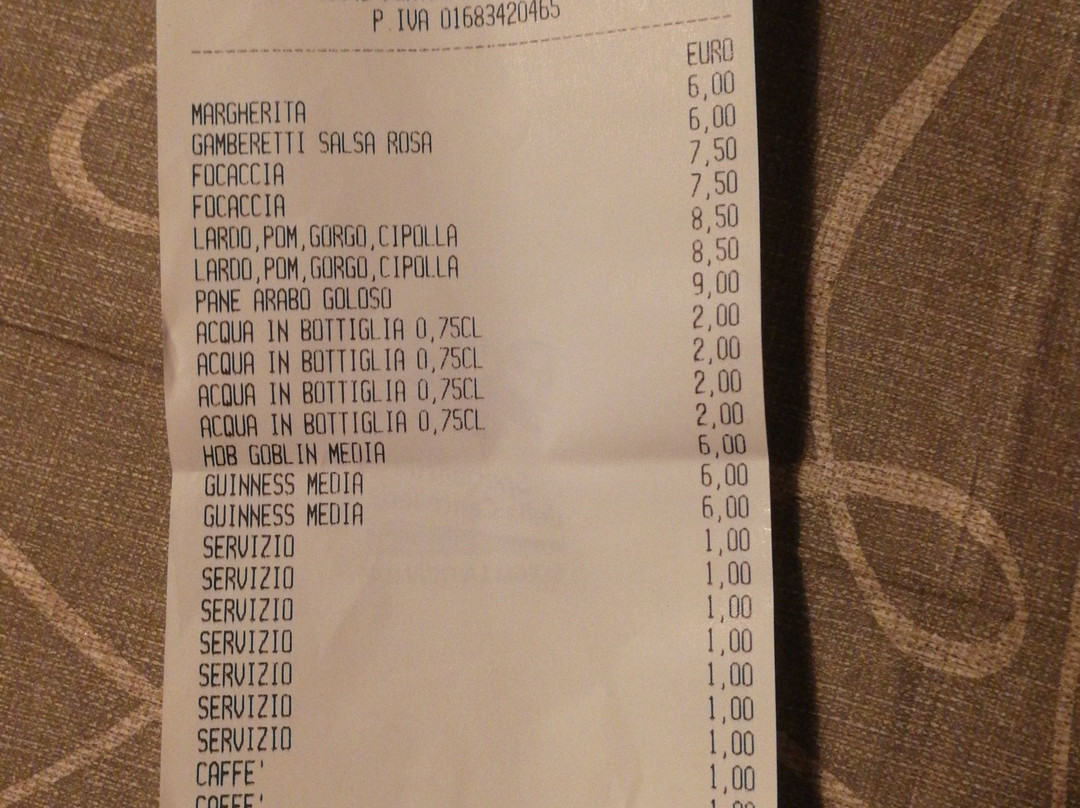 P.IVA 01683420465
EURO
MARGHERITA 6,00
GAMBERETTI SALSA ROSA 6,00
FOCACCIA 7,50
FOCACCIA 7,50
LARDO,POM,GORGO,CIPOLLA 8,50
LARDO,POM,GORGO,CIPOLLA 8,50
PANE ARABO GOLOSO 9,00
ACQUA IN BOTTIGLIA 0,75CL 2,00
ACQUA IN BOTTIGLIA 0,75CL 2,00
ACQUA IN BOTTIGLIA 0,75CL 2,00
ACQUA IN BOTTIGLIA 0,75CL 2,00
HOB GOBLIN MEDIA 6,00
GUINNESS MEDIA 6,00
GUINNESS MEDIA 6,00
SERVIZIO 1,00
SERVIZIO 1,00
SERVIZIO 1,00
SERVIZIO 1,00
SERVIZIO 1,00
SERVIZIO 1,00
SERVIZIO 1,00
CAFFE' 1,00
CAFFE' 1,00